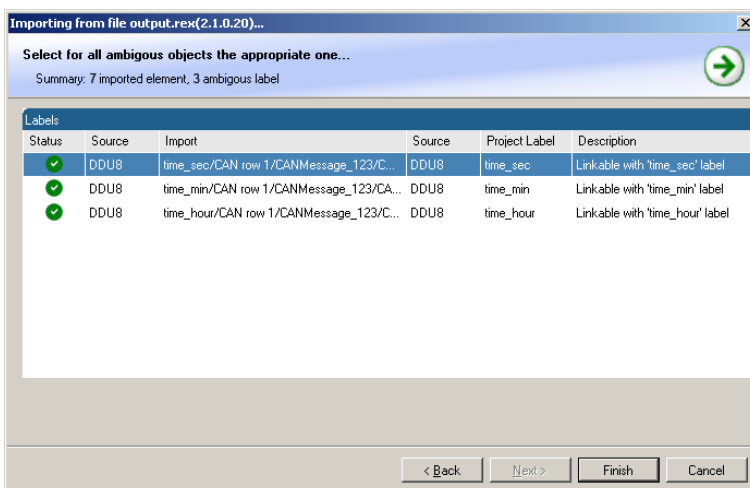 Importing from file output.rex(2.1.0.20)...
Select for all ambigous objects the appropriate one...
Summary: 7 imported element, 3 ambigous label
Labels
Status Source Import Source Project Label Description
DDU8 time_sec/CAN row 1/CANMessage_123/C... DDU8 time_sec Linkable with 'time_sec' label
DDU8 time_min/CAN row 1/CANMessage_123/CA... DDU8 time_min Linkable with 'time_min' label
DDU8 time_hour/CAN row 1/CANMessage_123/C... DDU8 time_hour Linkable with 'time_hour' label
< Back Next > Finish Cancel